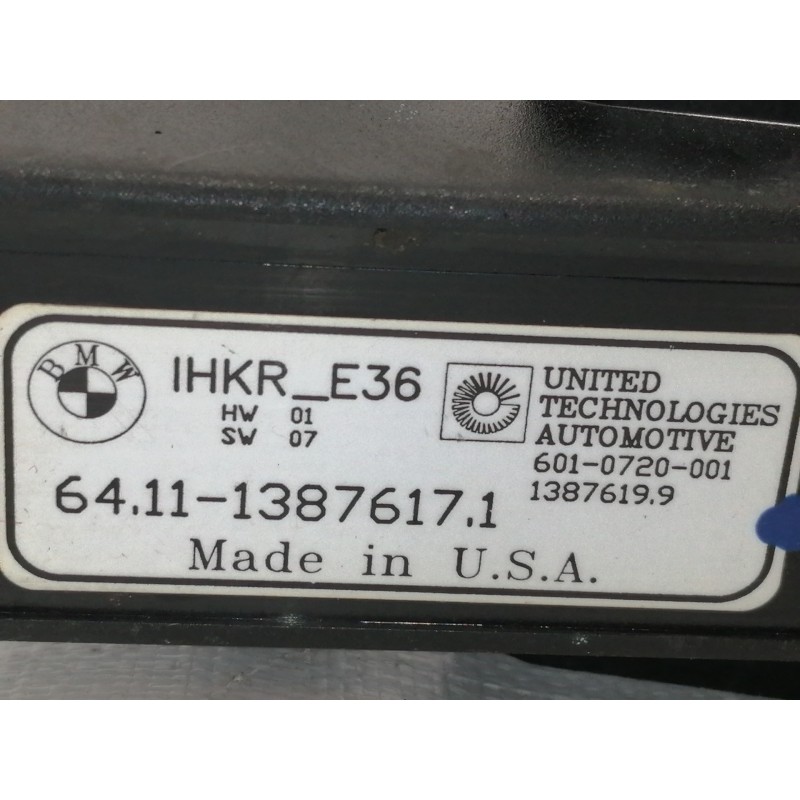 BMW
IHKR_E36
HW 01
SW 07
64.11-1387617.1
UNITED
TECHNOLOGIES
AUTOMOTIVE
601-0720-001
1387619.9
Made in U.S.A.